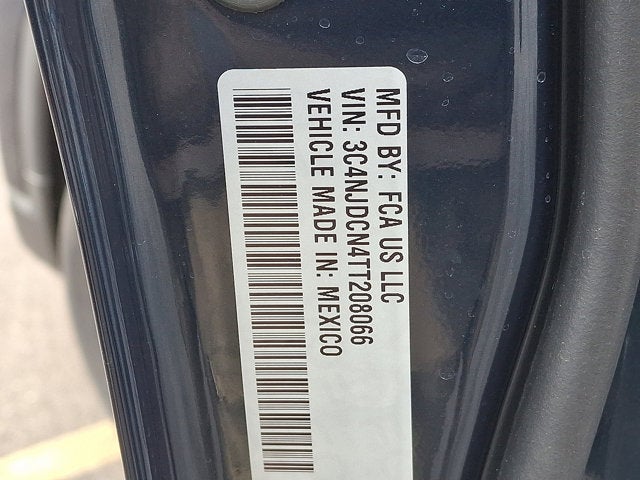 MFD BY: FCA US LLC
VIN: 3C4NJDCN4TT208066
VEHICLE MADE IN: MEXICO